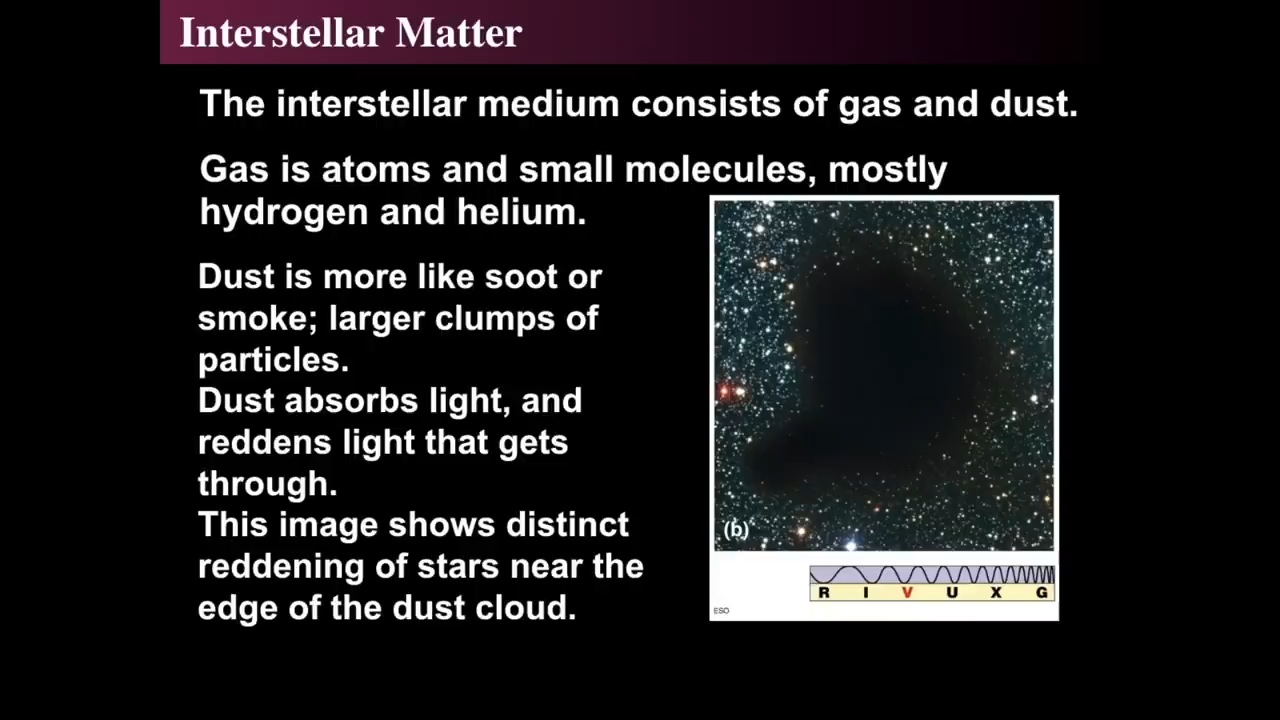 Interstellar Matter
The interstellar medium consists of gas and dust.
Gas is atoms and small molecules, mostly
hydrogen and helium.
Dust is more like soot or
smoke; larger clumps of
particles.
Dust absorbs light, and
reddens light that gets
through.
This image shows distinct
reddening of stars near the
edge of the dust cloud.
(b)
R I V U X G
ESO